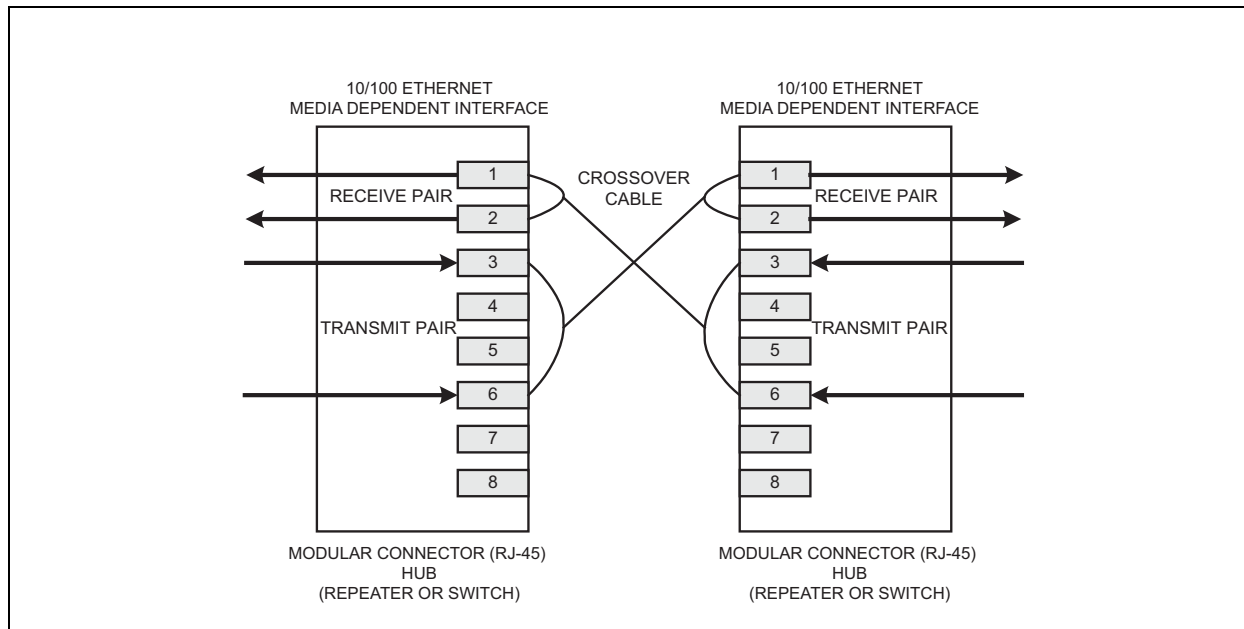 10/100 ETHERNET
MEDIA DEPENDENT INTERFACE
10/100 ETHERNET
MEDIA DEPENDENT INTERFACE
1
RECEIVE PAIR
2
3
4
TRANSMIT PAIR
5
6
7
8
CROSSOVER
CABLE
1
RECEIVE PAIR
2
3
4
TRANSMIT PAIR
5
6
7
8
MODULAR CONNECTOR (RJ-45)
HUB
(REPEATER OR SWITCH)
MODULAR CONNECTOR (RJ-45)
HUB
(REPEATER OR SWITCH)